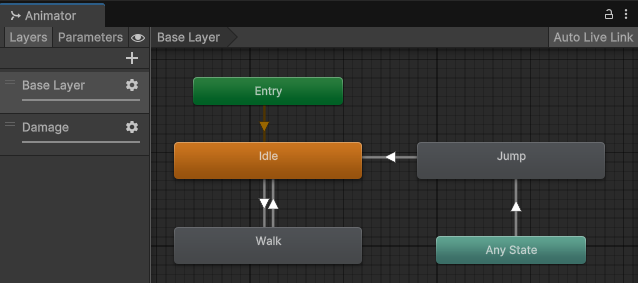 Animator
Layers Parameters
Base Layer
Auto Live Link
Base Layer
Damage
Entry
Idle
Jump
Walk
Any State